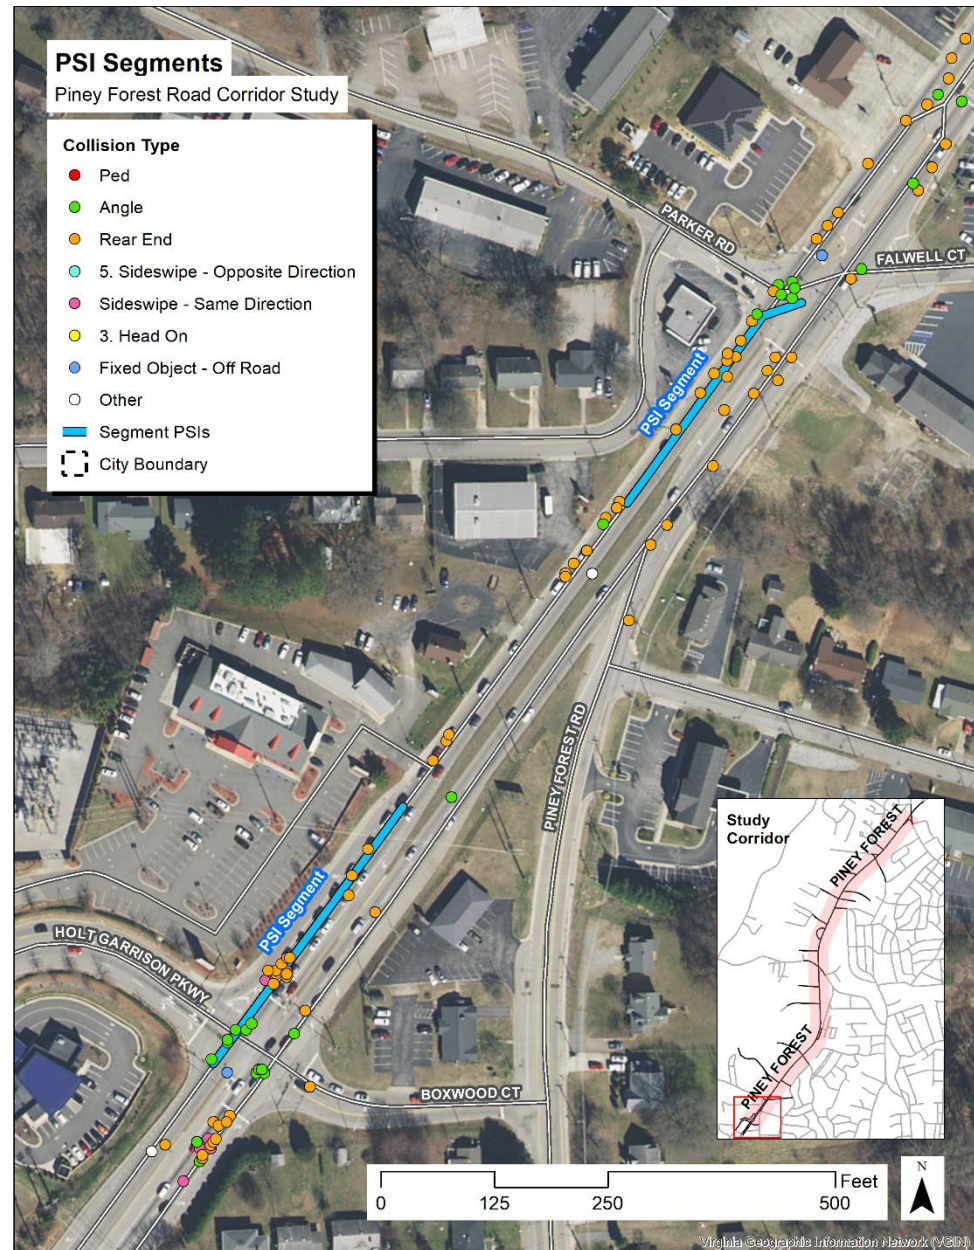 PSI Segments
Piney Forest Road Corridor Study
Collision Type
Ped
Angle
Rear End
5. Sideswipe - Opposite Direction
Sideswipe - Same Direction
3. Head On
Fixed Object - Off Road
Other
Segment PSIs
City Boundary
PARKER RD
FALWELL CT
PSI Segment
PINEY FOREST RD
PSI Segment
HOLT GARRISON PKWY
BOXWOOD CT
Study
Corridor
PINEY FOREST
PINEY FOREST
Feet
0 125 250 500
N
Virginia Geographic Information Network (VGIN)